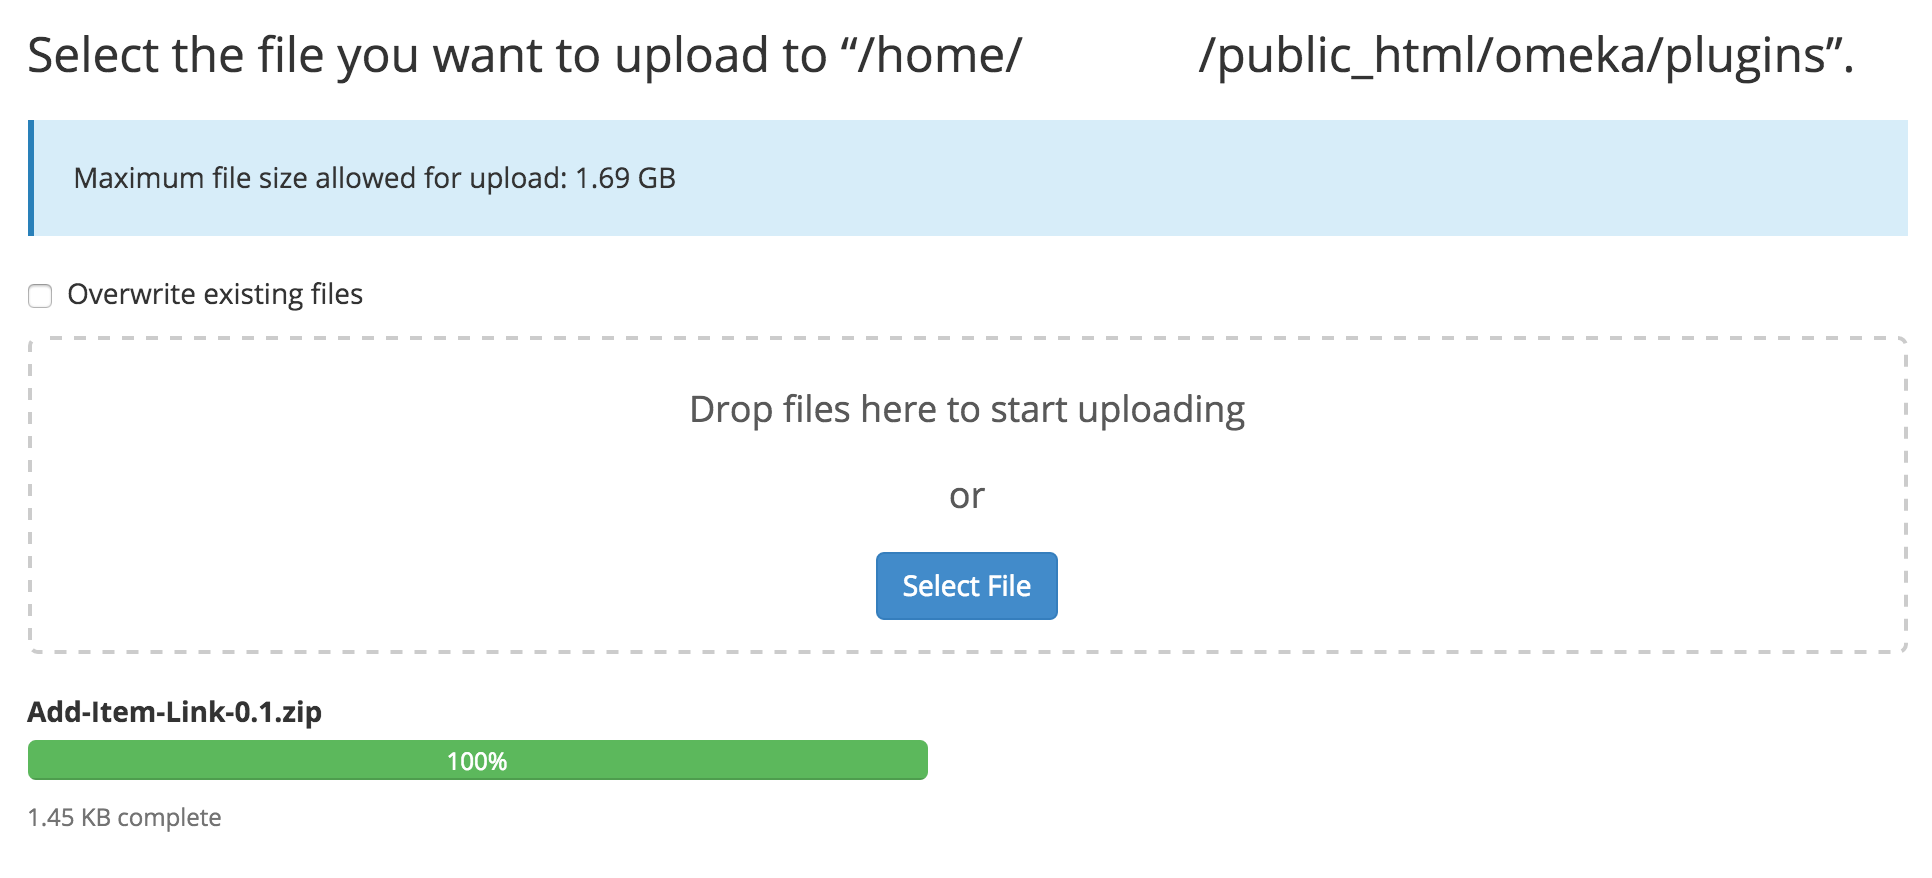 Select the file you want to upload to “/home/ /public_html/omeka/plugins”.
Maximum file size allowed for upload: 1.69 GB
Overwrite existing files
Drop files here to start uploading
or
Select File
Add-Item-Link-0.1.zip
100%
1.45 KB complete